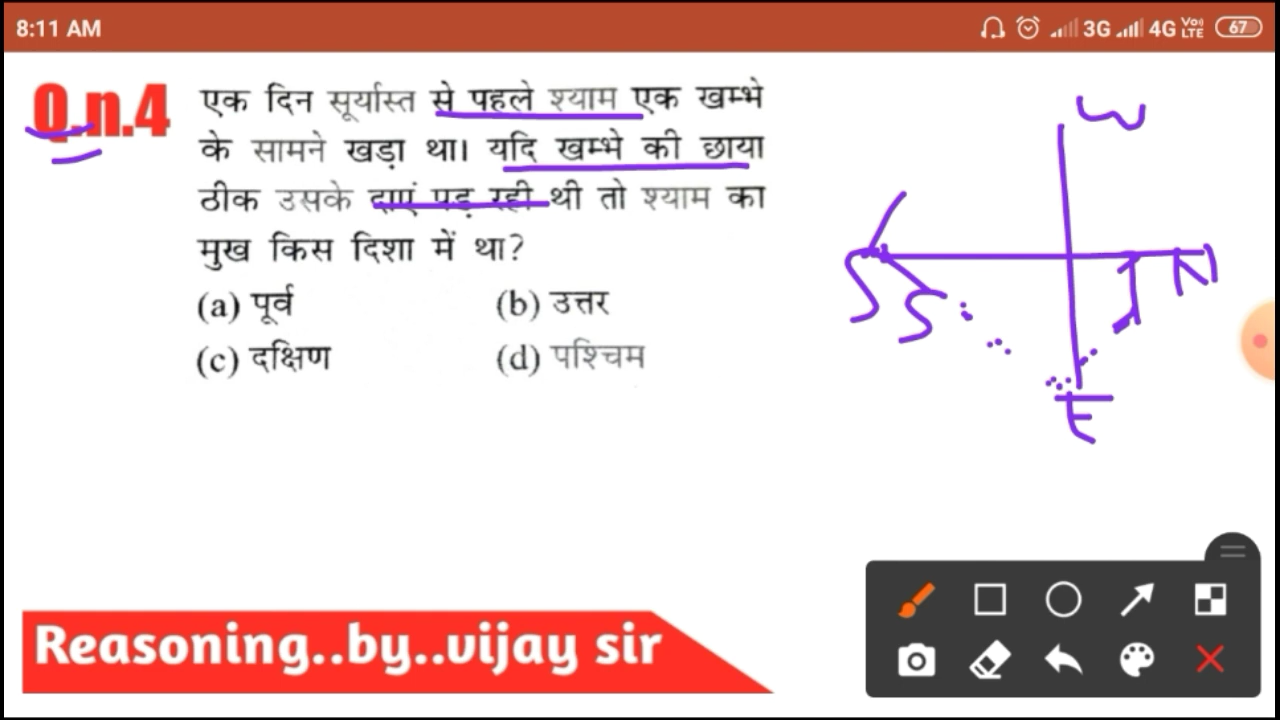 8:11 AM
3G 4G VoLTE 67
Q.n.4
एक दिन सूर्यास्त से पहले श्याम एक खम्भे
के सामने खड़ा था। यदि खम्भे की छाया
ठीक उसके दाएं पड़ रही थी तो श्याम का
मुख किस दिशा में था?
(a) पूर्व (b) उत्तर
(c) दक्षिण (d) पश्चिम
W
S
S
N
E
Reasoning..by..vijay sir